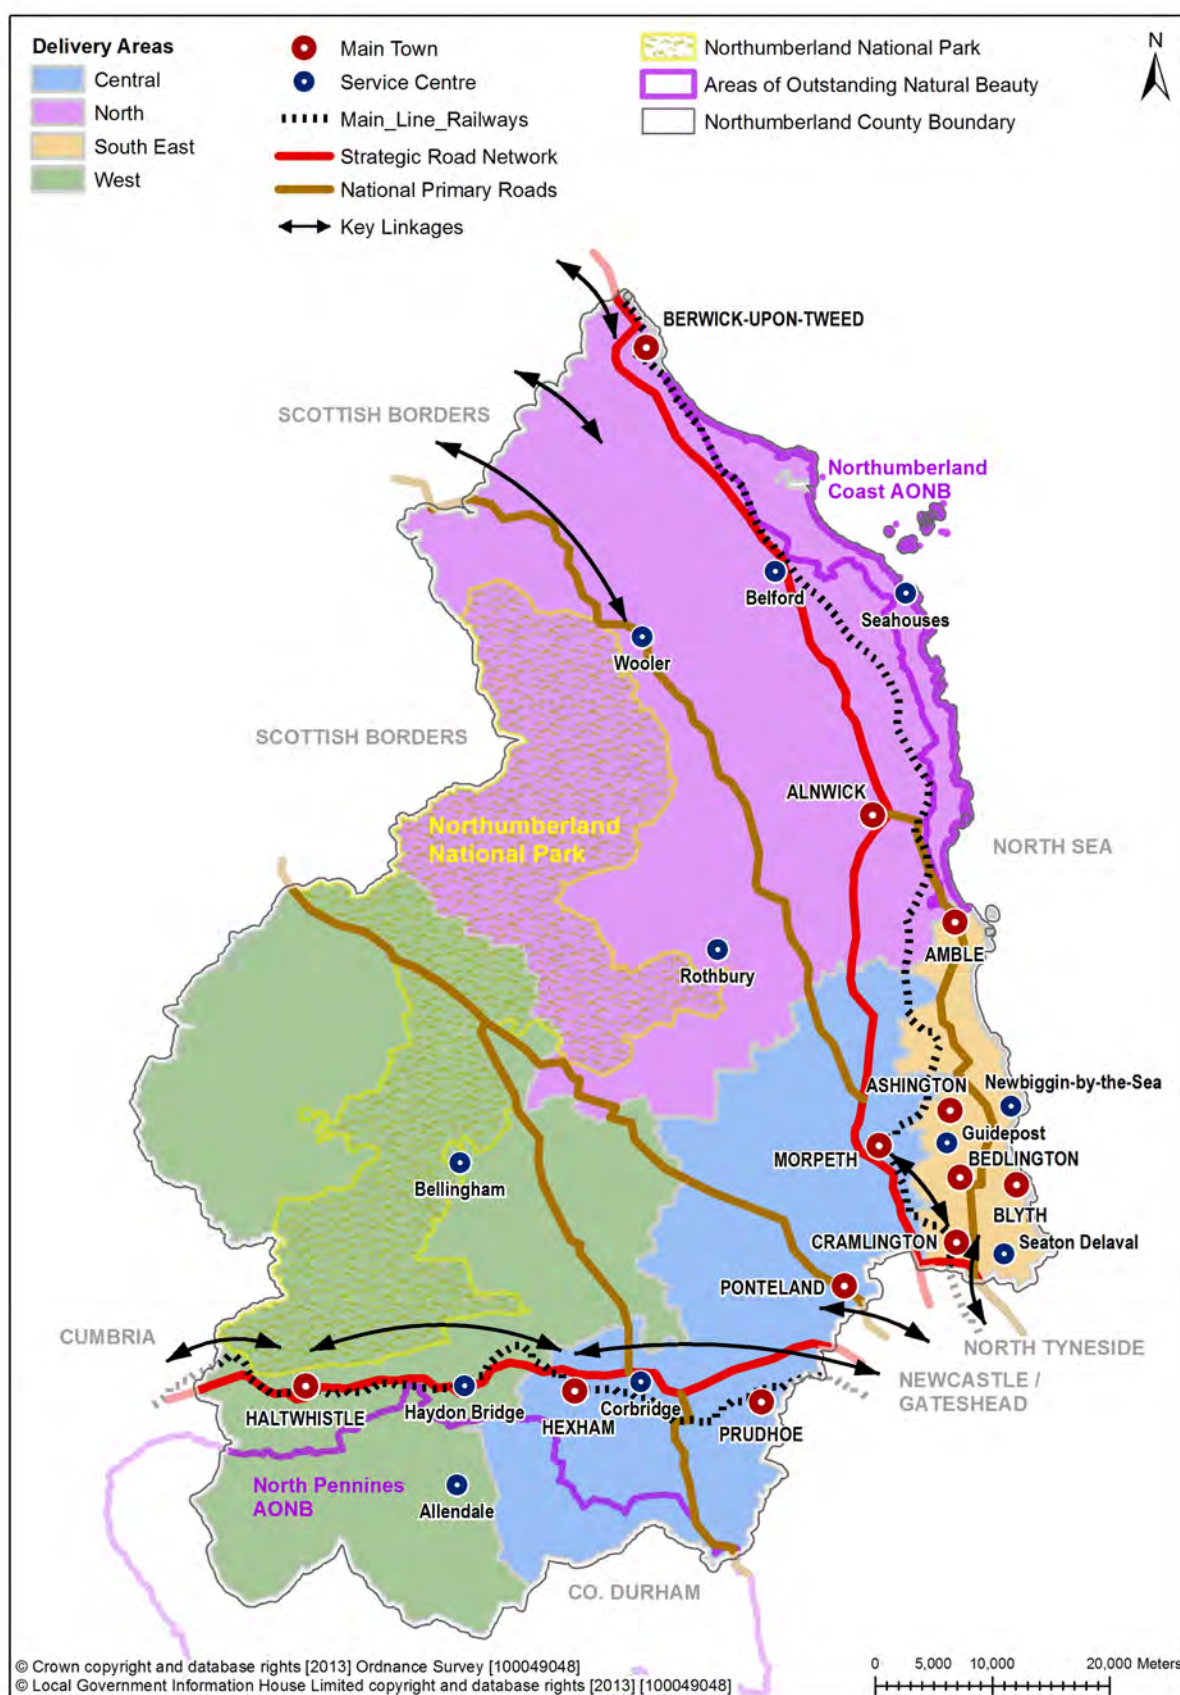 Delivery Areas
Central
North
South East
West
Main Town
Service Centre
Main_Line_Railways
Strategic Road Network
National Primary Roads
Key Linkages
Northumberland National Park
Areas of Outstanding Natural Beauty
Northumberland County Boundary
N
BERWICK-UPON-TWEED
SCOTTISH BORDERS
Northumberland
Coast AONB
Belford
Seahouses
Wooler
SCOTTISH BORDERS
ALNWICK
Northumberland
National Park
NORTH SEA
AMBLE
Rothbury
ASHINGTON
Newbiggin-by-the-Sea
Guidepost
MORPETH
BEDLINGTON
Bellingham
BLYTH
CRAMLINGTON
Seaton Delaval
PONTELAND
CUMBRIA
NORTH TYNESIDE
NEWCASTLE /
GATESHEAD
HALTWHISTLE
Haydon Bridge
HEXHAM
Corbridge
PRUDHOE
North Pennines
AONB
Allendale
CO. DURHAM
© Crown copyright and database rights [2013] Ordnance Survey [100049048]
© Local Government Information House Limited copyright and database rights [2013] [100049048]
0 5,000 10,000 20,000 Meters